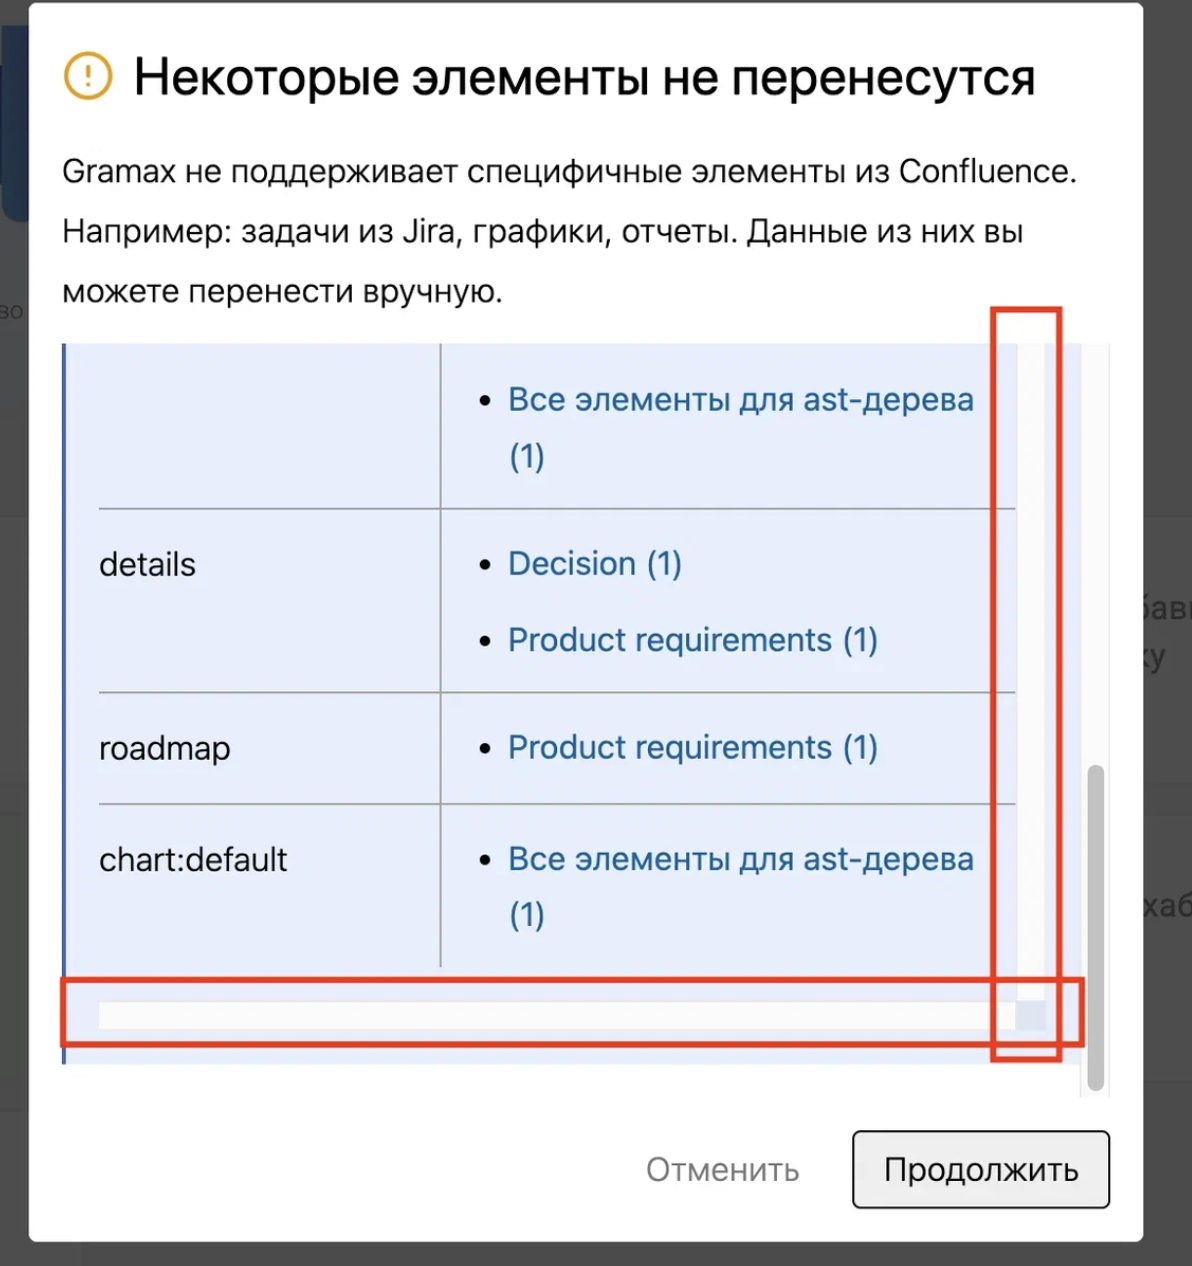 Некоторые элементы не перенесутся
Gramax не поддерживает специфичные элементы из Confluence.
Например: задачи из Jira, графики, отчеты. Данные из них вы
можете перенести вручную.
во
• Все элементы для ast-дерева
(1)
details
• Decision (1)
• Product requirements (1)
roadmap
• Product requirements (1)
chart:default
• Все элементы для ast-дерева
(1)
Отменить
Продолжить